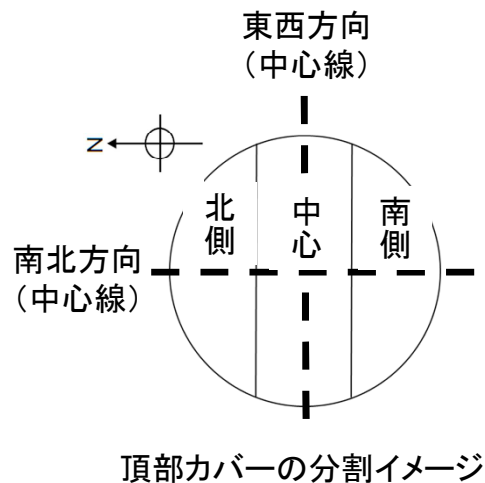 東西方向
（中心線）
N
北側
中心
南側
南北方向
（中心線）
頂部カバーの分割イメージ